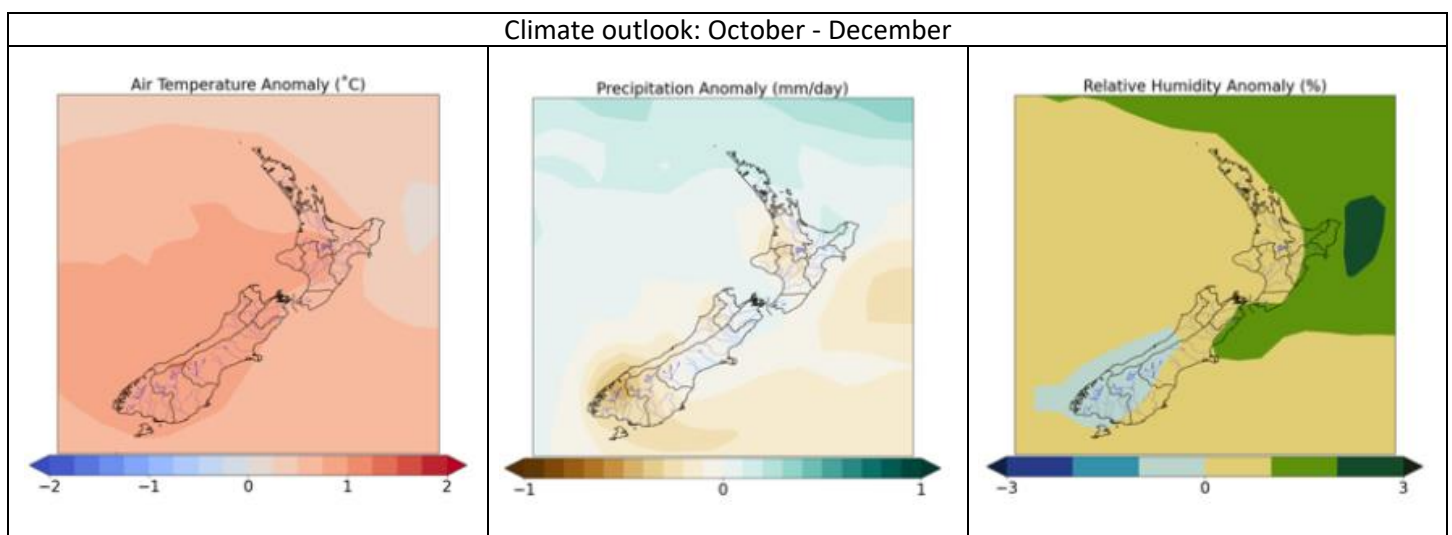 Climate outlook: October - December
Air Temperature Anomaly (˚C)
−2 −1 0 1 2
Precipitation Anomaly (mm/day)
−1 0 1
Relative Humidity Anomaly (%)
−3 0 3